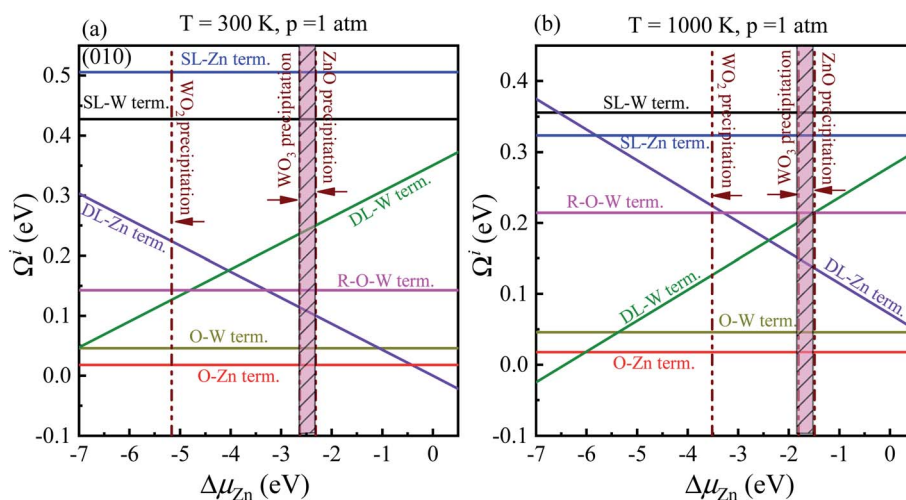 (a)
T = 300 K, p =1 atm
(010)
SL-Zn term.
SL-W term.
WO₂ precipitation
WO₃ precipitation
ZnO precipitation
DL-Zn term.
DL-W term.
R-O-W term.
O-W term.
O-Zn term.
0.5
0.4
0.3
0.2
0.1
0.0
-0.1
Ωⁱ (eV)
-7 -6 -5 -4 -3 -2 -1 0
Δμ_Zn (eV)
(b)
T = 1000 K, p =1 atm
SL-W term.
SL-Zn term.
WO₂ precipitation
WO₃ precipitation
ZnO precipitation
R-O-W term.
DL-W term.
DL-Zn term.
O-W term.
O-Zn term.
0.4
0.3
0.2
0.1
0.0
-0.1
Ωⁱ (eV)
-7 -6 -5 -4 -3 -2 -1 0
Δμ_Zn (eV)